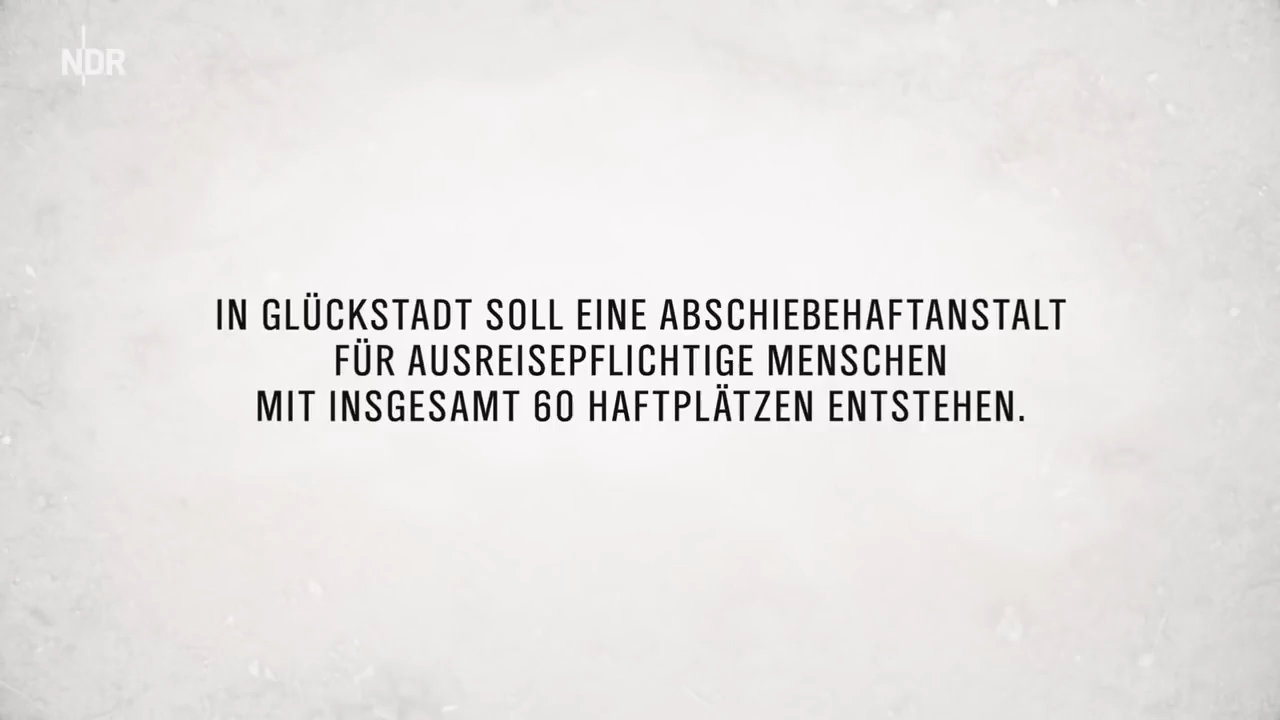 NDR
IN GLÜCKSTADT SOLL EINE ABSCHIEBEHAFTANSTALT
FÜR AUSREISEPFLICHTIGE MENSCHEN
MIT INSGESAMT 60 HAFTPLÄTZEN ENTSTEHEN.